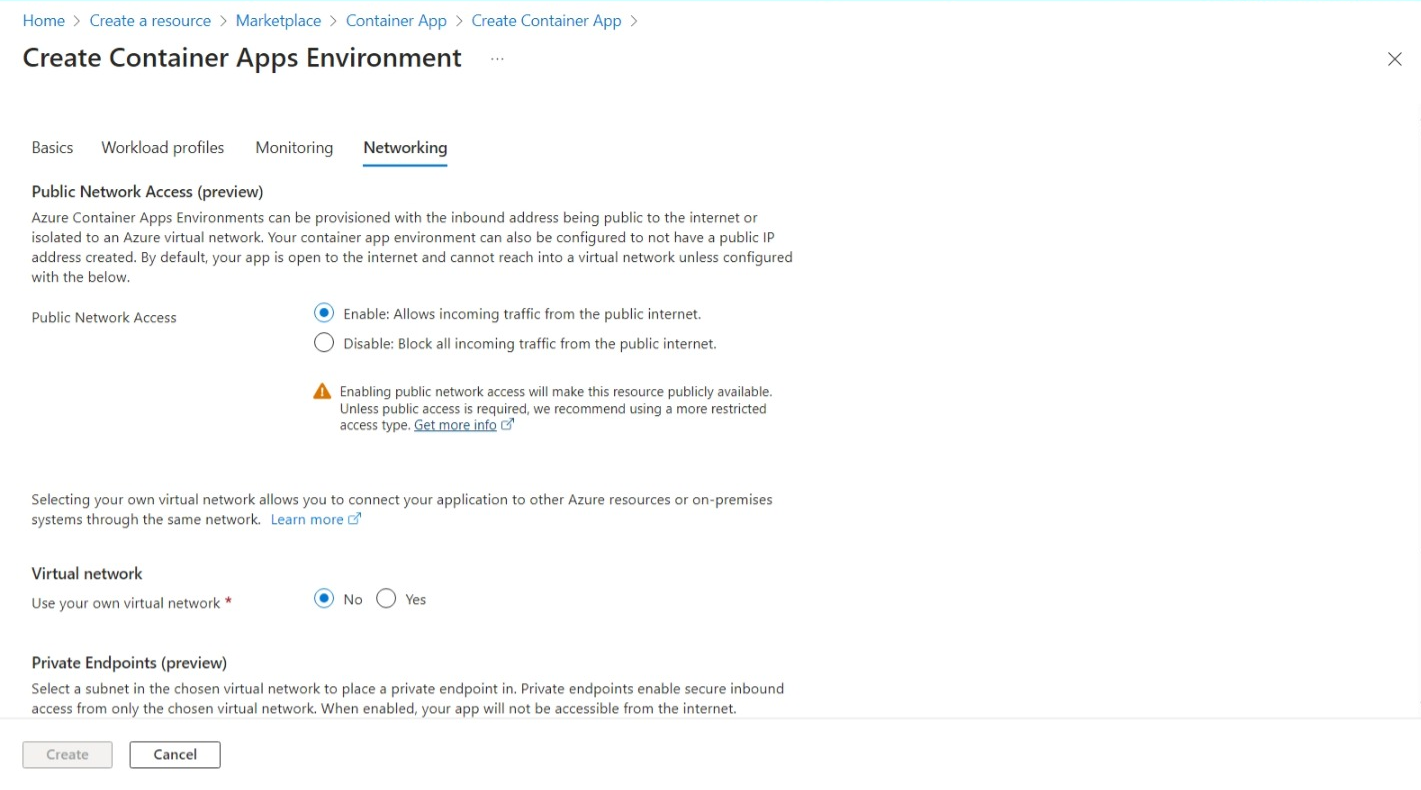 Home > Create a resource > Marketplace > Container App > Create Container App >
Create Container Apps Environment ...
Basics Workload profiles Monitoring Networking
Public Network Access (preview)
Azure Container Apps Environments can be provisioned with the inbound address being public to the internet or
isolated to an Azure virtual network. Your container app environment can also be configured to not have a public IP
address created. By default, your app is open to the internet and cannot reach into a virtual network unless configured
with the below.
Public Network Access
Enable: Allows incoming traffic from the public internet.
Disable: Block all incoming traffic from the public internet.
Enabling public network access will make this resource publicly available.
Unless public access is required, we recommend using a more restricted
access type. Get more info
Selecting your own virtual network allows you to connect your application to other Azure resources or on-premises
systems through the same network. Learn more
Virtual network
Use your own virtual network * No Yes
Private Endpoints (preview)
Select a subnet in the chosen virtual network to place a private endpoint in. Private endpoints enable secure inbound
access from only the chosen virtual network. When enabled, your app will not be accessible from the internet.
Create Cancel